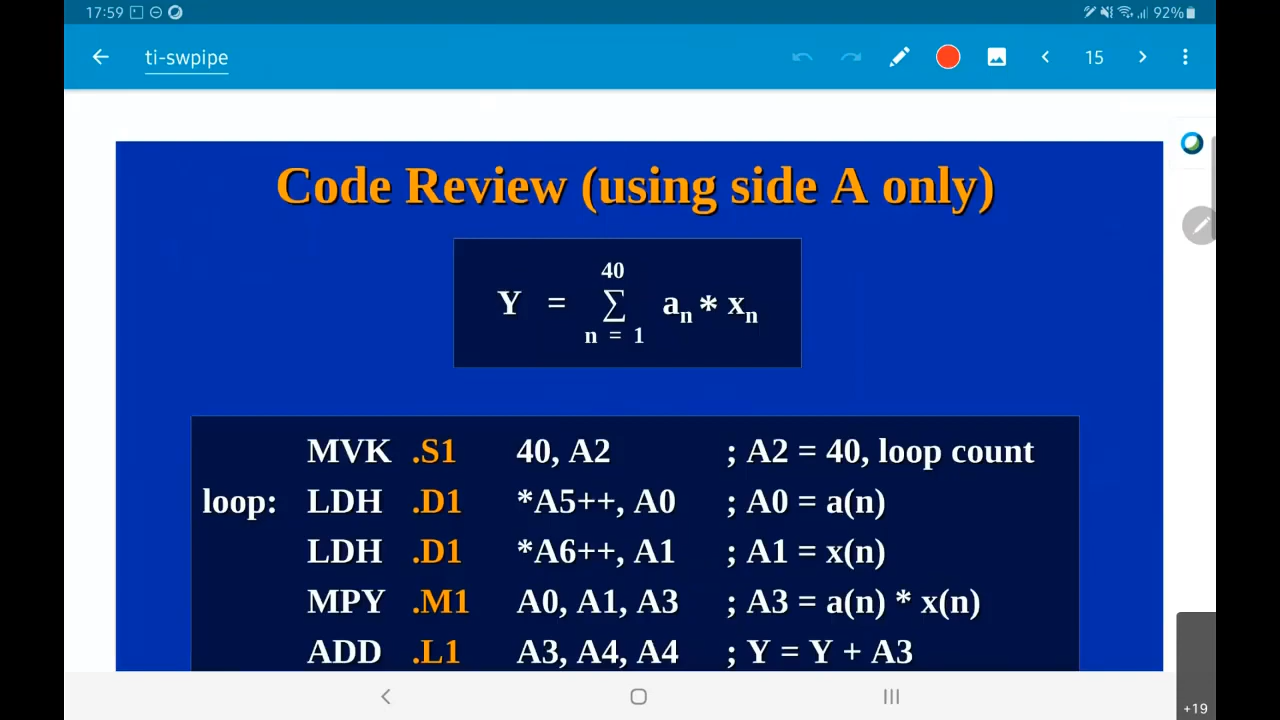 17:59 92%
ti-swpipe 15
Code Review (using side A only)
40
Y = ∑ aₙ * xₙ
n = 1
MVK .S1 40, A2 ; A2 = 40, loop count
loop: LDH .D1 *A5++, A0 ; A0 = a(n)
LDH .D1 *A6++, A1 ; A1 = x(n)
MPY .M1 A0, A1, A3 ; A3 = a(n) * x(n)
ADD .L1 A3, A4, A4 ; Y = Y + A3
+19